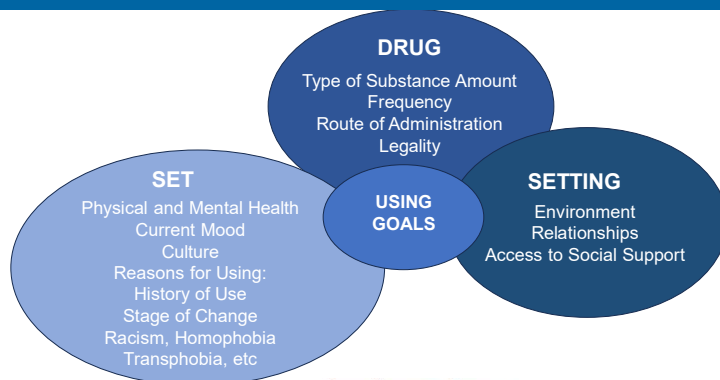 DRUG
Type of Substance Amount
Frequency
Route of Administration
Legality
SET
Physical and Mental Health
Current Mood
Culture
Reasons for Using:
History of Use
Stage of Change
Racism, Homophobia
Transphobia, etc
USING
GOALS
SETTING
Environment
Relationships
Access to Social Support